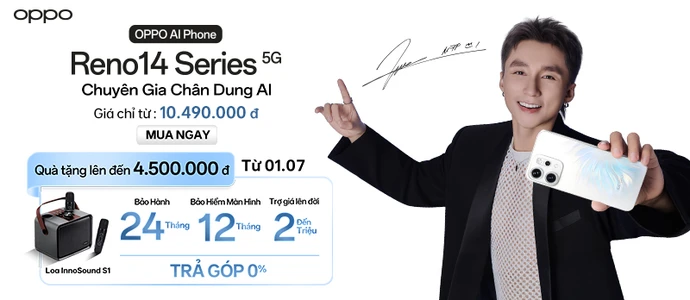 oppo
OPPO AI Phone
Reno14 Series 5G
Chuyên Gia Chân Dung AI
Giá chỉ từ : 10.490.000 đ
MUA NGAY
Quà tặng lên đến 4.500.000 đ Từ 01.07
Loa InnoSound S1
Bảo Hành
24 Tháng
Bảo Hiểm Màn Hình
12 Tháng
Trợ giá lên đời
Đến
2 Triệu
TRẢ GÓP 0%